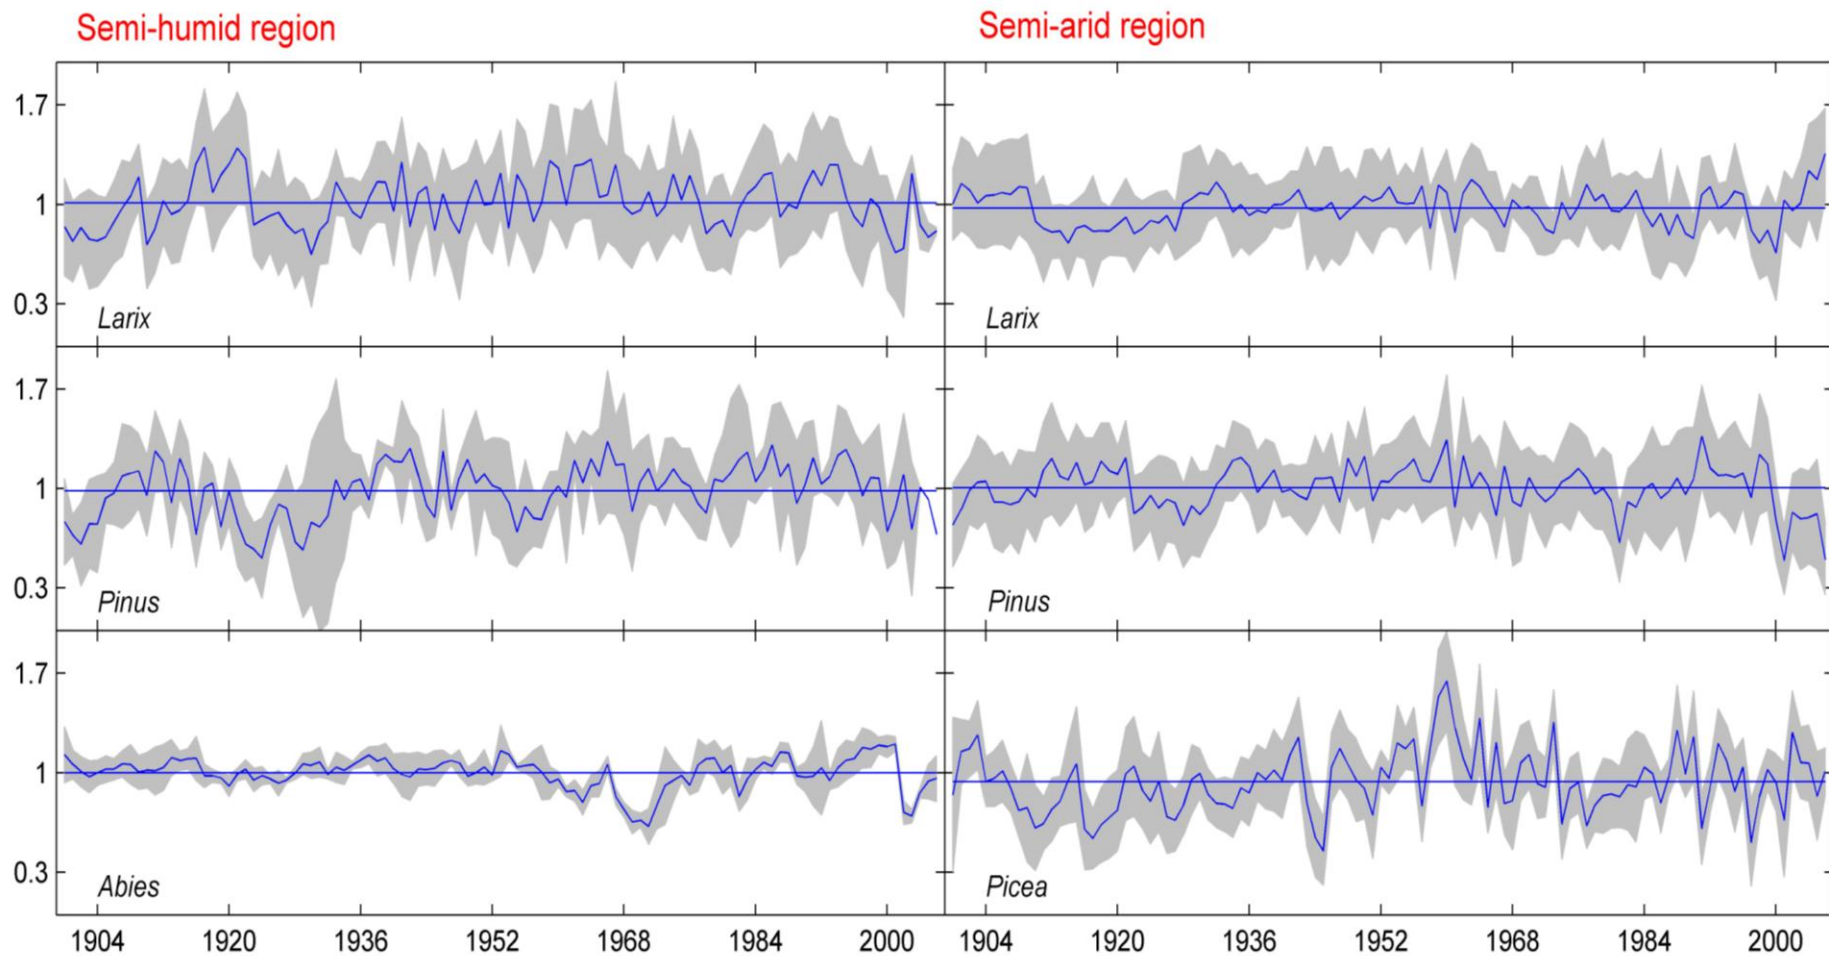 Semi-humid region
Semi-arid region
1.7
1
0.3
Larix
Larix
1.7
1
0.3
Pinus
Pinus
1.7
1
0.3
Abies
Picea
1904 1920 1936 1952 1968 1984 2000 1904 1920 1936 1952 1968 1984 2000